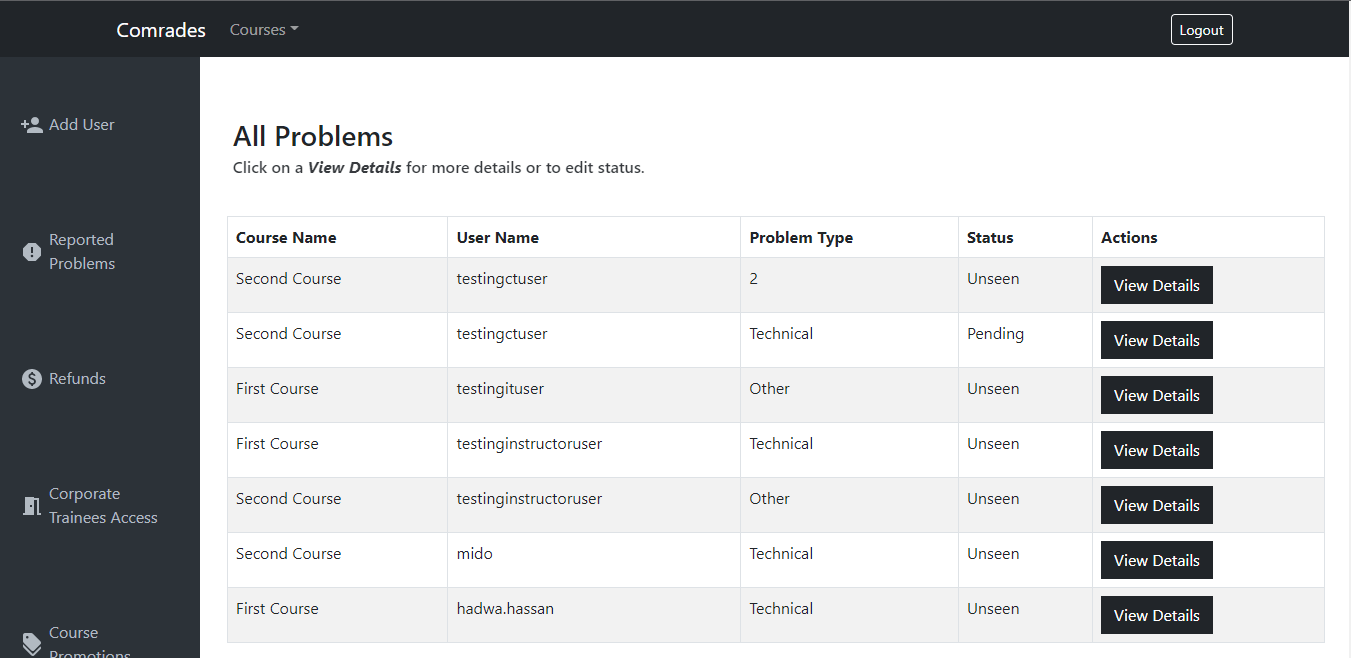 Comrades Courses Logout
Add User
Reported
Problems
Refunds
Corporate
Trainees Access
Course
Promotions
All Problems
Click on a View Details for more details or to edit status.
Course Name User Name Problem Type Status Actions
Second Course testingctuser 2 Unseen View Details
Second Course testingctuser Technical Pending View Details
First Course testingituser Other Unseen View Details
First Course testinginstructoruser Technical Unseen View Details
Second Course testinginstructoruser Other Unseen View Details
Second Course mido Technical Unseen View Details
First Course hadwa.hassan Technical Unseen View Details